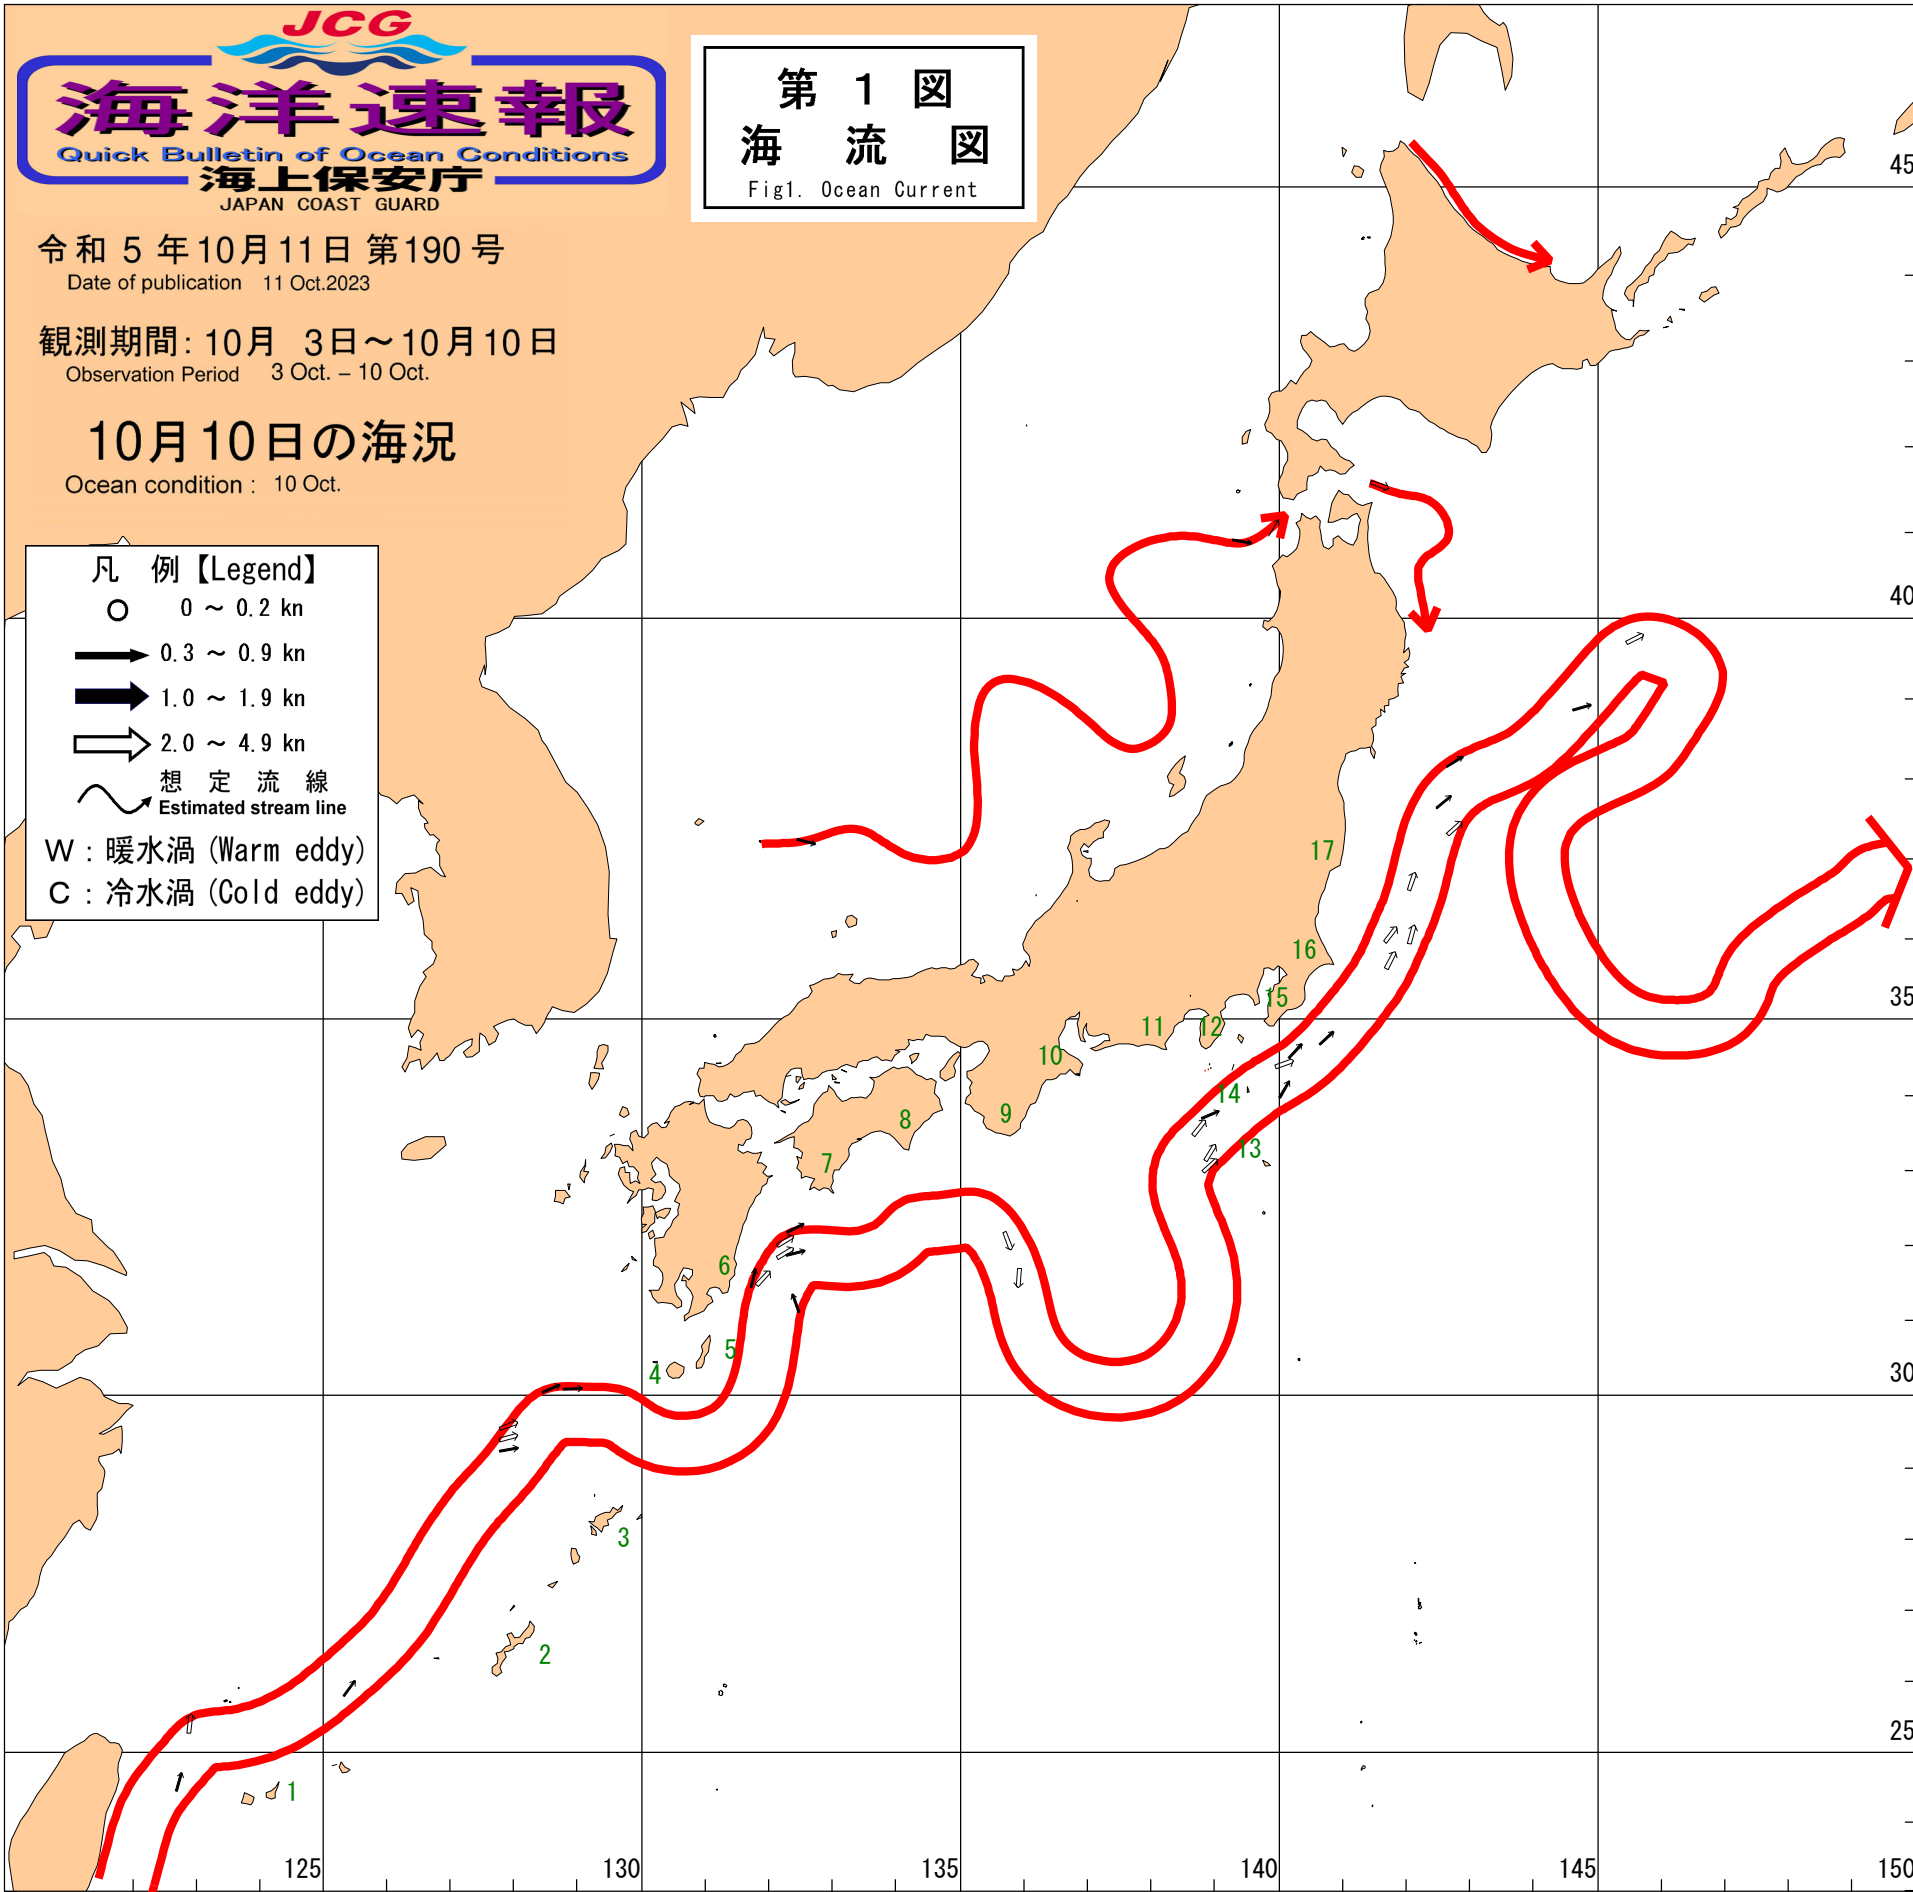 JCG
海洋速報
Quick Bulletin of Ocean Conditions
海上保安庁
JAPAN COAST GUARD
第 1 図
海 流 図
Fig1. Ocean Current
令和 5 年10月11日 第190号
Date of publication 11 Oct.2023
観測期間: 10月 3日～10月10日
Observation Period 3 Oct. – 10 Oct.
10月10日の海況
Ocean condition : 10 Oct.
凡 例【Legend】
0 ～ 0.2 kn
0.3 ～ 0.9 kn
1.0 ～ 1.9 kn
2.0 ～ 4.9 kn
想 定 流 線
Estimated stream line
W : 暖水渦 (Warm eddy)
C : 冷水渦 (Cold eddy)
45
40
35
30
25
17
16
15
11
12
10
14
8
9
13
7
6
5
4
3
2
1
125
130
135
140
145
150